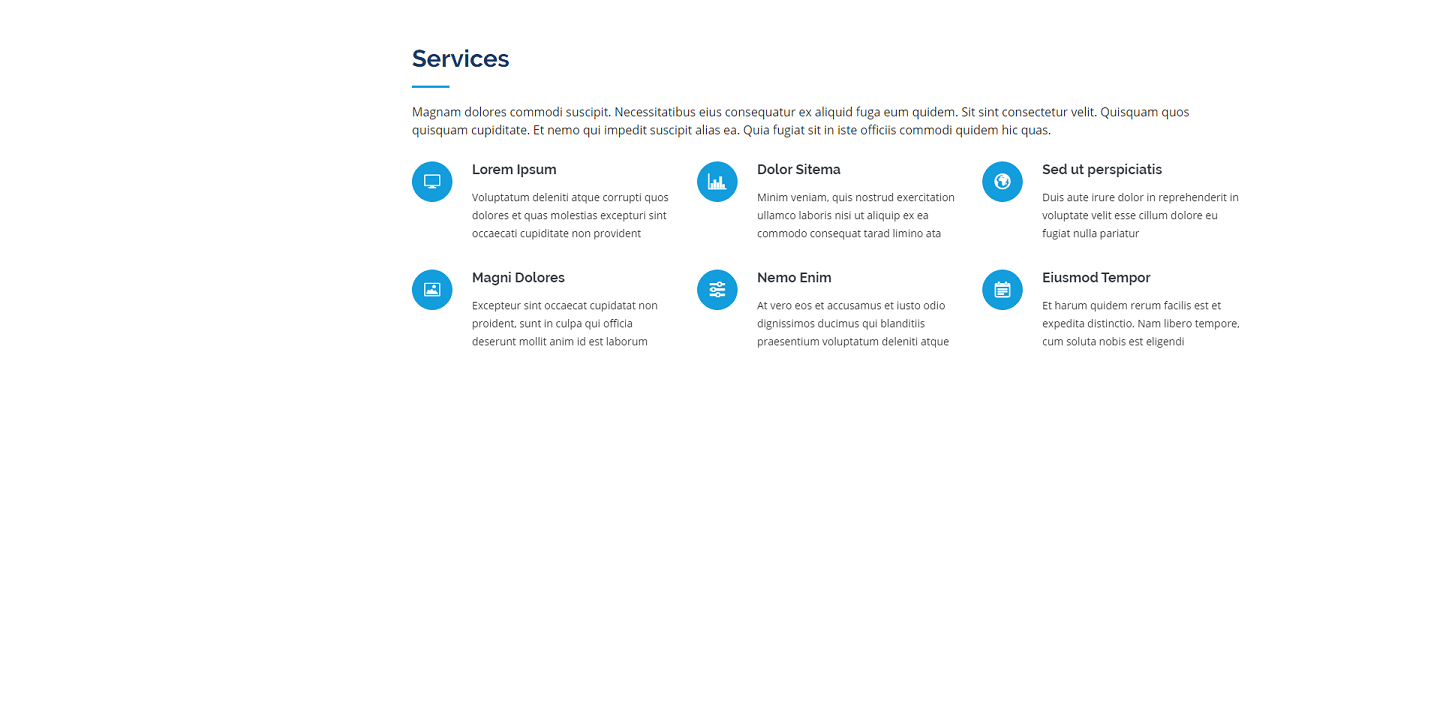 Services
Magnam dolores commodi suscipit. Necessitatibus eius consequatur ex aliquid fuga eum quidem. Sit sint consectetur velit. Quisquam quos
quisquam cupiditate. Et nemo qui impedit suscipit alias ea. Quia fugiat sit in iste officiis commodi quidem hic quas.
Lorem Ipsum
Voluptatum deleniti atque corrupti quos
dolores et quas molestias excepturi sint
occaecati cupiditate non provident
Dolor Sitema
Minim veniam, quis nostrud exercitation
ullamco laboris nisi ut aliquip ex ea
commodo consequat tarad limino ata
Sed ut perspiciatis
Duis aute irure dolor in reprehenderit in
voluptate velit esse cillum dolore eu
fugiat nulla pariatur
Magni Dolores
Excepteur sint occaecat cupidatat non
proident, sunt in culpa qui officia
deserunt mollit anim id est laborum
Nemo Enim
At vero eos et accusamus et iusto odio
dignissimos ducimus qui blanditiis
praesentium voluptatum deleniti atque
Eiusmod Tempor
Et harum quidem rerum facilis est et
expedita distinctio. Nam libero tempore,
cum soluta nobis est eligendi